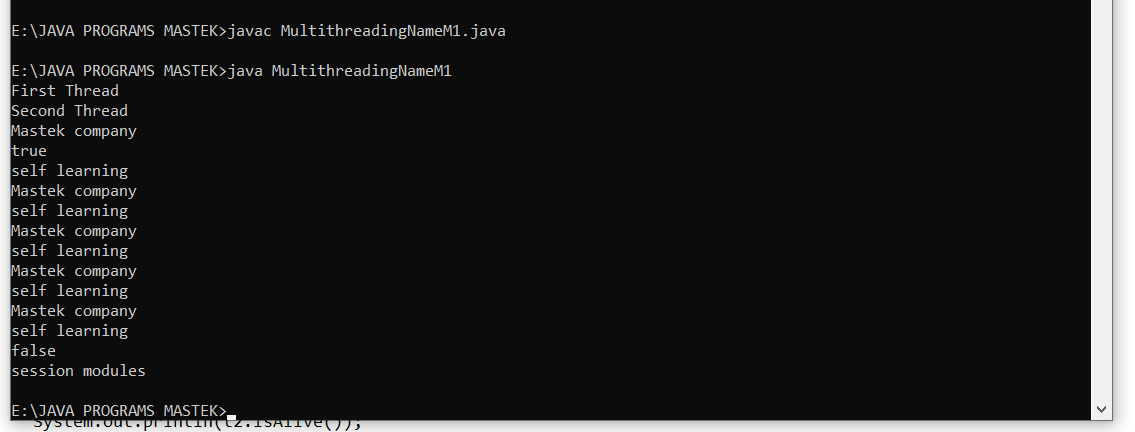 E:\JAVA PROGRAMS MASTEK>javac MultithreadingNameM1.java
E:\JAVA PROGRAMS MASTEK>java MultithreadingNameM1
First Thread
Second Thread
Mastek company
true
self learning
Mastek company
self learning
Mastek company
self learning
Mastek company
self learning
Mastek company
self learning
false
session modules
E:\JAVA PROGRAMS MASTEK>
System.out.println(t2.isAlive());